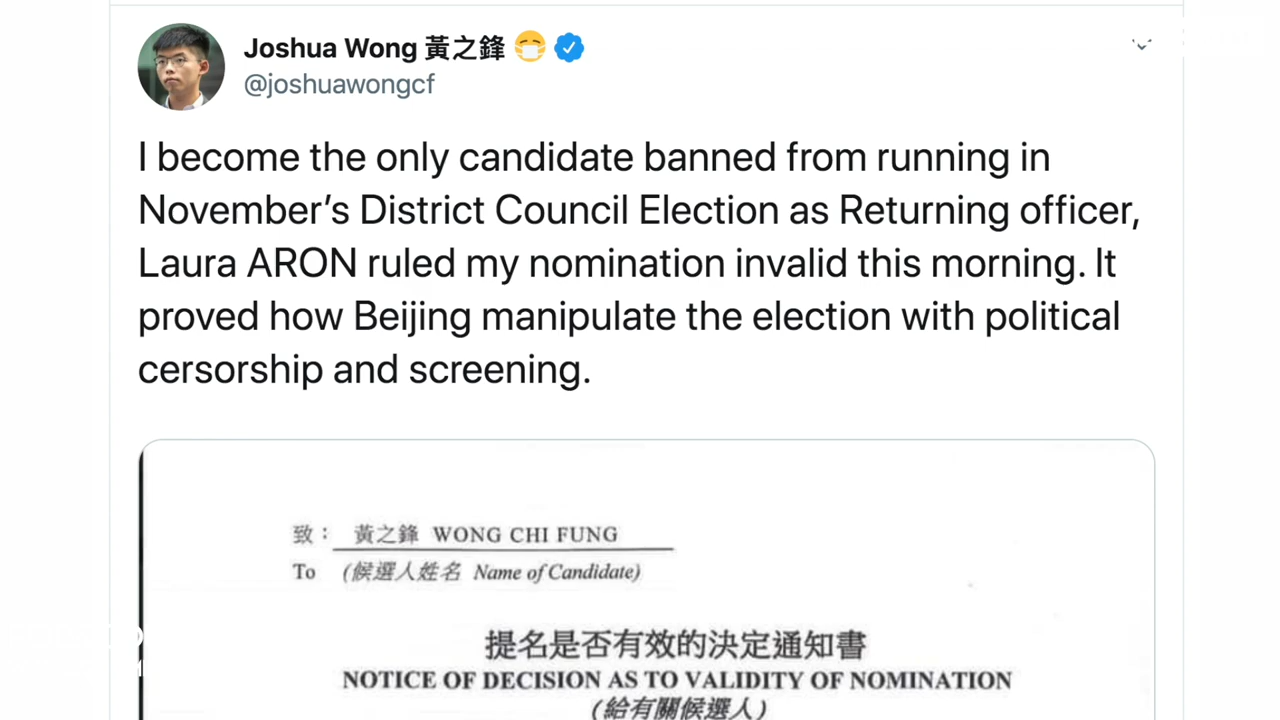 Joshua Wong 黃之鋒 😷
@joshuawongcf
I become the only candidate banned from running in
November’s District Council Election as Returning officer,
Laura ARON ruled my nomination invalid this morning. It
proved how Beijing manipulate the election with political
cersorship and screening.
致： 黃之鋒 WONG CHI FUNG
To (候選人姓名 Name of Candidate)
提名是否有效的決定通知書
NOTICE OF DECISION AS TO VALIDITY OF NOMINATION
(給有關候選人)